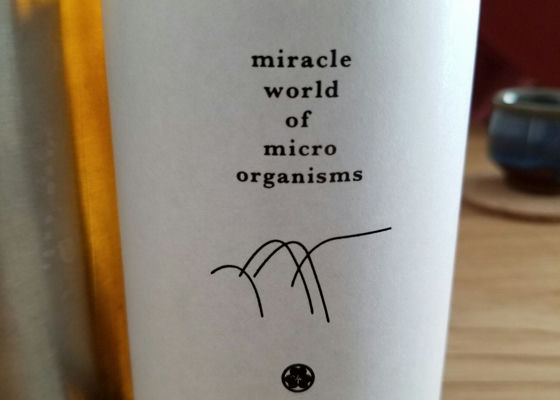 miracle
world
of
micro
organisms